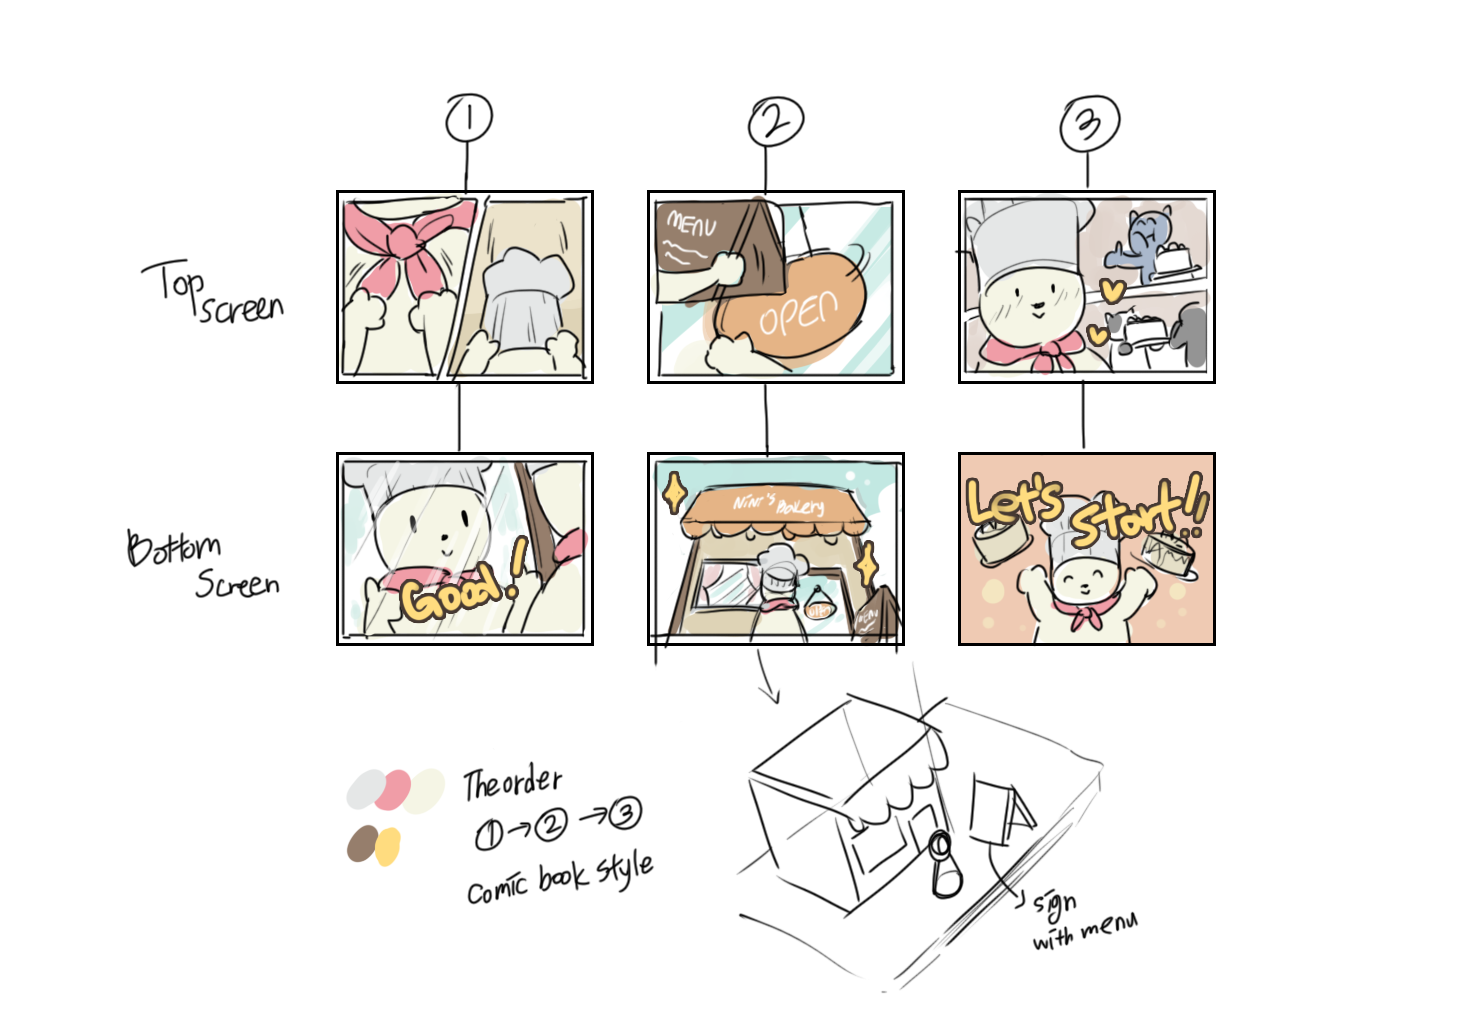 1
2
3
Top
screen
MENU
OPEN
Bottom
Screen
Good!
Nini's Bakery
MENU
Let's
Start!!
The order
1 → 2 → 3
Comic book style
sign
with menu